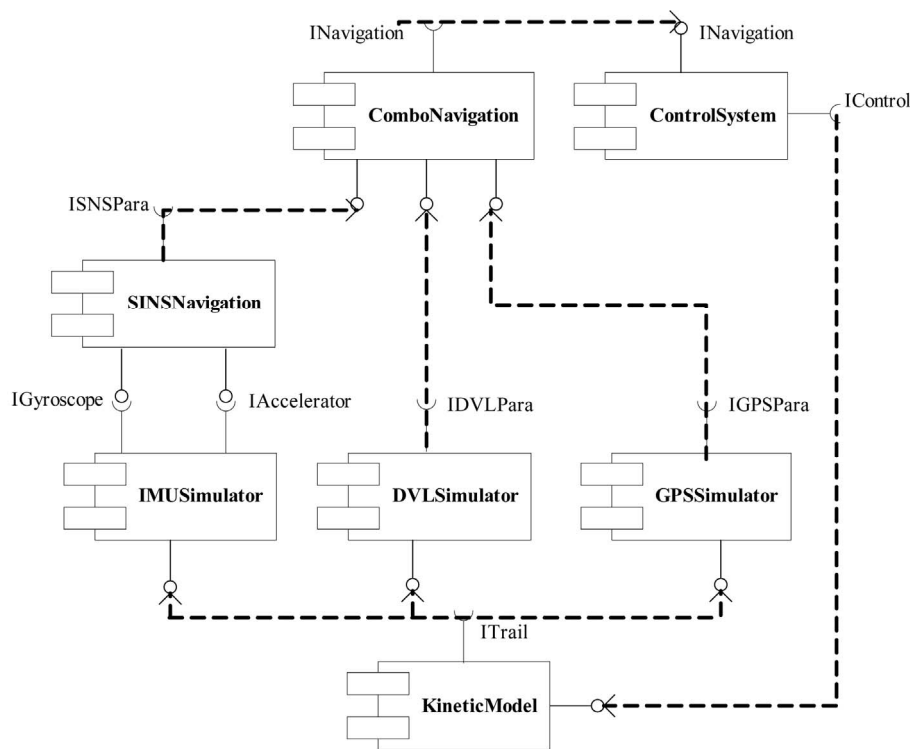 INavigation
INavigation
ComboNavigation
ControlSystem
IControl
ISNSPara
SINSNavigation
IGyroscope
IAccelerator
IDVLPara
IGPSPara
IMUSimulator
DVLSimulator
GPSSimulator
ITrail
KineticModel